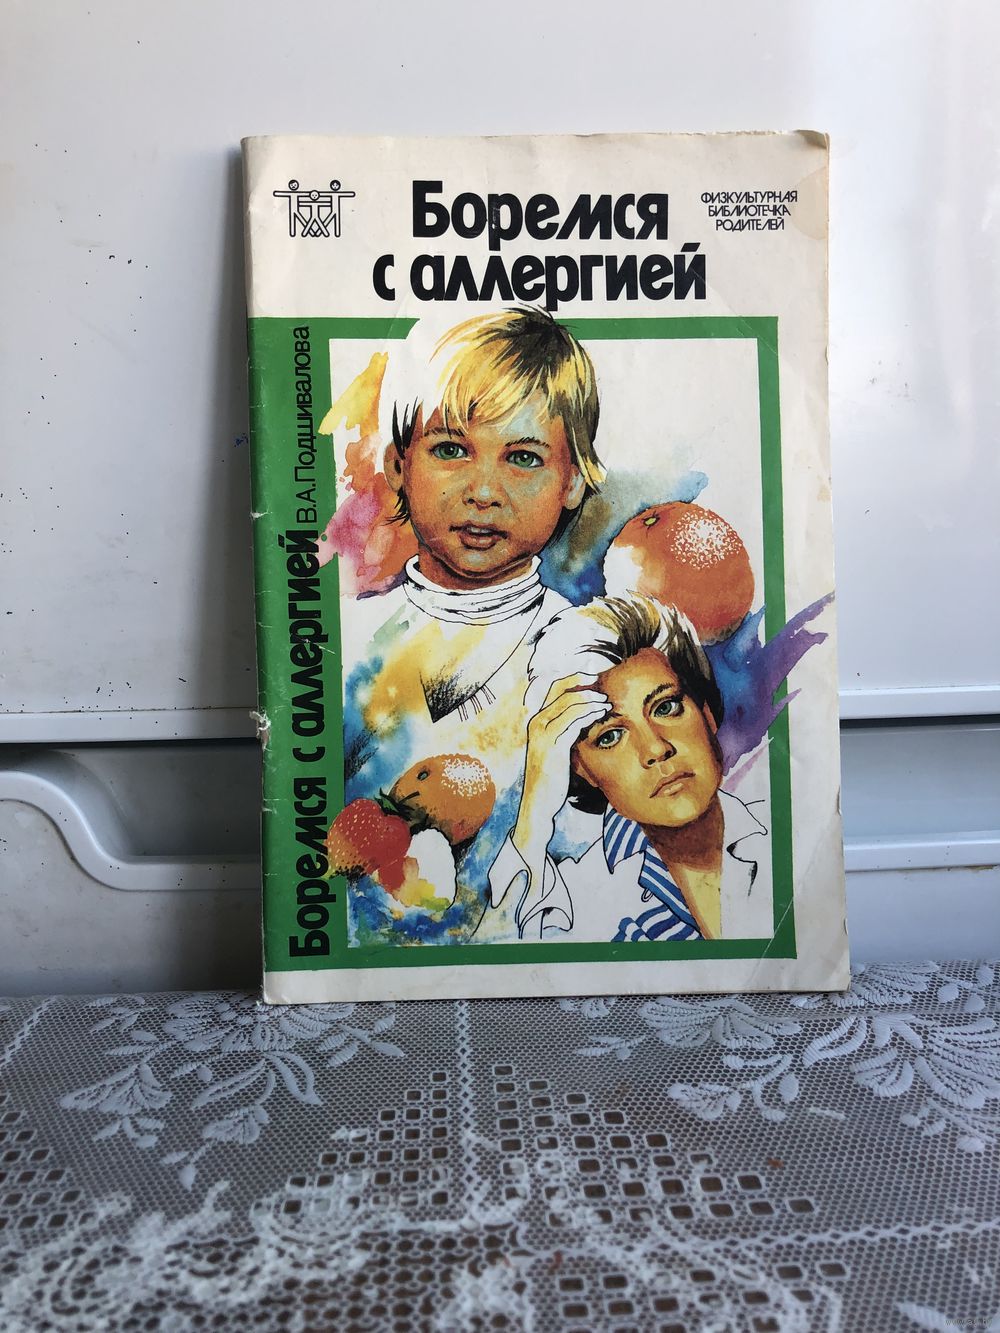 Боремся
с аллергией
ФИЗКУЛЬТУРНАЯ
БИБЛИОТЕЧКА
РОДИТЕЛЕЙ
Боремся с аллергией
В.А.Подшивалова